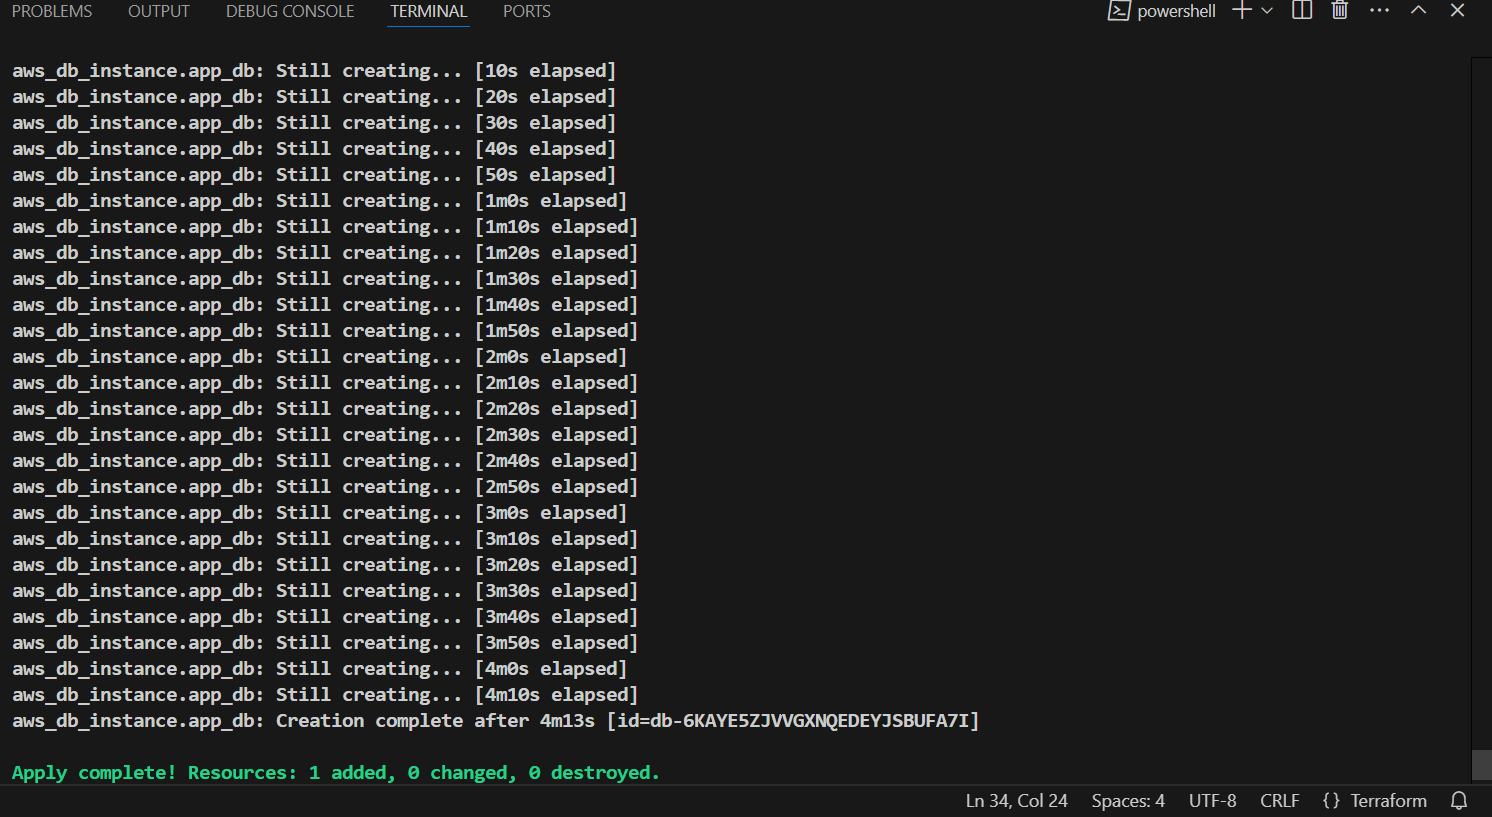 PROBLEMS OUTPUT DEBUG CONSOLE TERMINAL PORTS powershell
aws_db_instance.app_db: Still creating... [10s elapsed]
aws_db_instance.app_db: Still creating... [20s elapsed]
aws_db_instance.app_db: Still creating... [30s elapsed]
aws_db_instance.app_db: Still creating... [40s elapsed]
aws_db_instance.app_db: Still creating... [50s elapsed]
aws_db_instance.app_db: Still creating... [1m0s elapsed]
aws_db_instance.app_db: Still creating... [1m10s elapsed]
aws_db_instance.app_db: Still creating... [1m20s elapsed]
aws_db_instance.app_db: Still creating... [1m30s elapsed]
aws_db_instance.app_db: Still creating... [1m40s elapsed]
aws_db_instance.app_db: Still creating... [1m50s elapsed]
aws_db_instance.app_db: Still creating... [2m0s elapsed]
aws_db_instance.app_db: Still creating... [2m10s elapsed]
aws_db_instance.app_db: Still creating... [2m20s elapsed]
aws_db_instance.app_db: Still creating... [2m30s elapsed]
aws_db_instance.app_db: Still creating... [2m40s elapsed]
aws_db_instance.app_db: Still creating... [2m50s elapsed]
aws_db_instance.app_db: Still creating... [3m0s elapsed]
aws_db_instance.app_db: Still creating... [3m10s elapsed]
aws_db_instance.app_db: Still creating... [3m20s elapsed]
aws_db_instance.app_db: Still creating... [3m30s elapsed]
aws_db_instance.app_db: Still creating... [3m40s elapsed]
aws_db_instance.app_db: Still creating... [3m50s elapsed]
aws_db_instance.app_db: Still creating... [4m0s elapsed]
aws_db_instance.app_db: Still creating... [4m10s elapsed]
aws_db_instance.app_db: Creation complete after 4m13s [id=db-6KAYE5ZJVVGXNQEDEYJSBUFA7I]
Apply complete! Resources: 1 added, 0 changed, 0 destroyed.
Ln 34, Col 24 Spaces: 4 UTF-8 CRLF {} Terraform